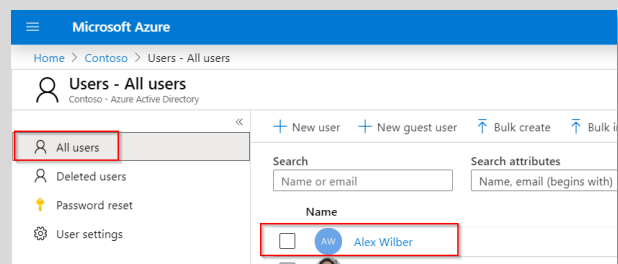 Microsoft Azure
Home > Contoso > Users - All users
Users - All users
Contoso - Azure Active Directory
«
+ New user + New guest user Bulk create Bulk
All users
Search Search attributes
Name or email Name, email (begins with)
Deleted users
Password reset
Name
User settings
AW Alex Wilber